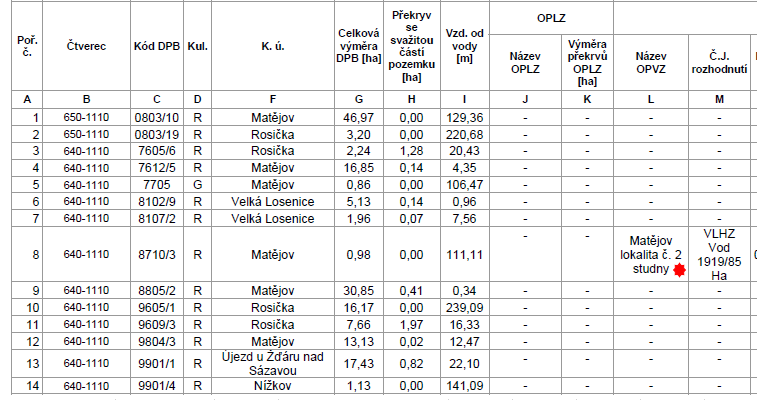 Poř. č. Čtverec Kód DPB Kul. K. ú. Celková výměra DPB [ha] Překryv se svažitou částí pozemku [ha] Vzd. od vody [m] OPLZ
Název OPLZ Výměra překrvů OPLZ [ha] Název OPVZ Č.J. rozhodnutí
A B C D F G H I J K L M
1 650-1110 0803/10 R Matějov 46,97 0,00 129,36 - - - -
2 650-1110 0803/19 R Rosička 3,20 0,00 220,68 - - - -
3 640-1110 7605/6 R Rosička 2,24 1,28 20,43 - - - -
4 640-1110 7612/5 R Matějov 16,85 0,14 4,35 - - - -
5 640-1110 7705 G Matějov 0,86 0,00 106,47 - - - -
6 640-1110 8102/9 R Velká Losenice 5,13 0,14 0,96 - - - -
7 640-1110 8107/2 R Velká Losenice 1,96 0,07 7,56 - - - -
8 640-1110 8710/3 R Matějov 0,98 0,00 111,11 - - Matějov lokalita č. 2 studny VLHZ Vod 1919/85 Ha
9 640-1110 8805/2 R Matějov 30,85 0,41 0,34 - - - -
10 640-1110 9605/1 R Rosička 16,17 0,00 239,09 - - - -
11 640-1110 9609/3 R Rosička 7,66 1,97 16,33 - - - -
12 640-1110 9804/3 R Matějov 13,13 0,02 12,47 - - - -
13 640-1110 9901/1 R Újezd u Žďáru nad Sázavou 17,43 0,82 22,10 - - - -
14 640-1110 9901/4 R Nížkov 1,13 0,00 141,09 - - - -